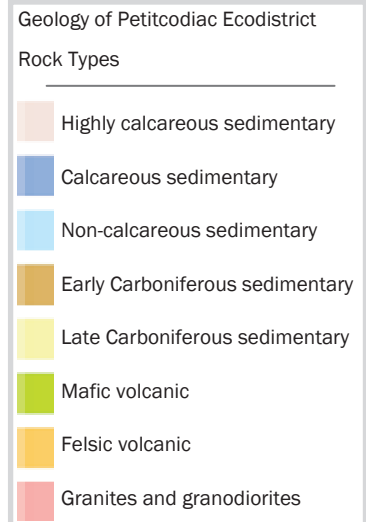 Geology of Petitcodiac Ecodistrict
Rock Types
Highly calcareous sedimentary
Calcareous sedimentary
Non-calcareous sedimentary
Early Carboniferous sedimentary
Late Carboniferous sedimentary
Mafic volcanic
Felsic volcanic
Granites and granodiorites